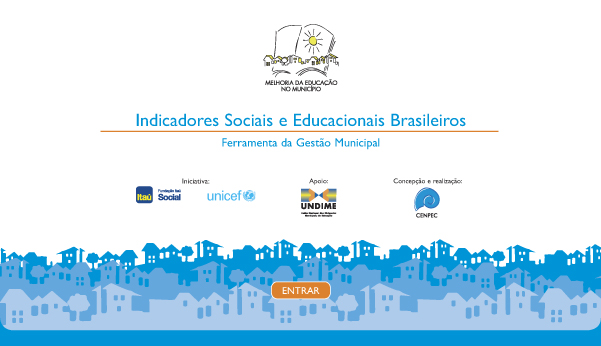 MELHORIA DA EDUCAÇÃO
NO MUNICÍPIO
Indicadores Sociais e Educacionais Brasileiros
Ferramenta da Gestão Municipal
Iniciativa:
Apoio:
Concepção e realização:
Itaú
Fundação Itaú
Social
unicef
UNDIME
CENPEC
ENTRAR